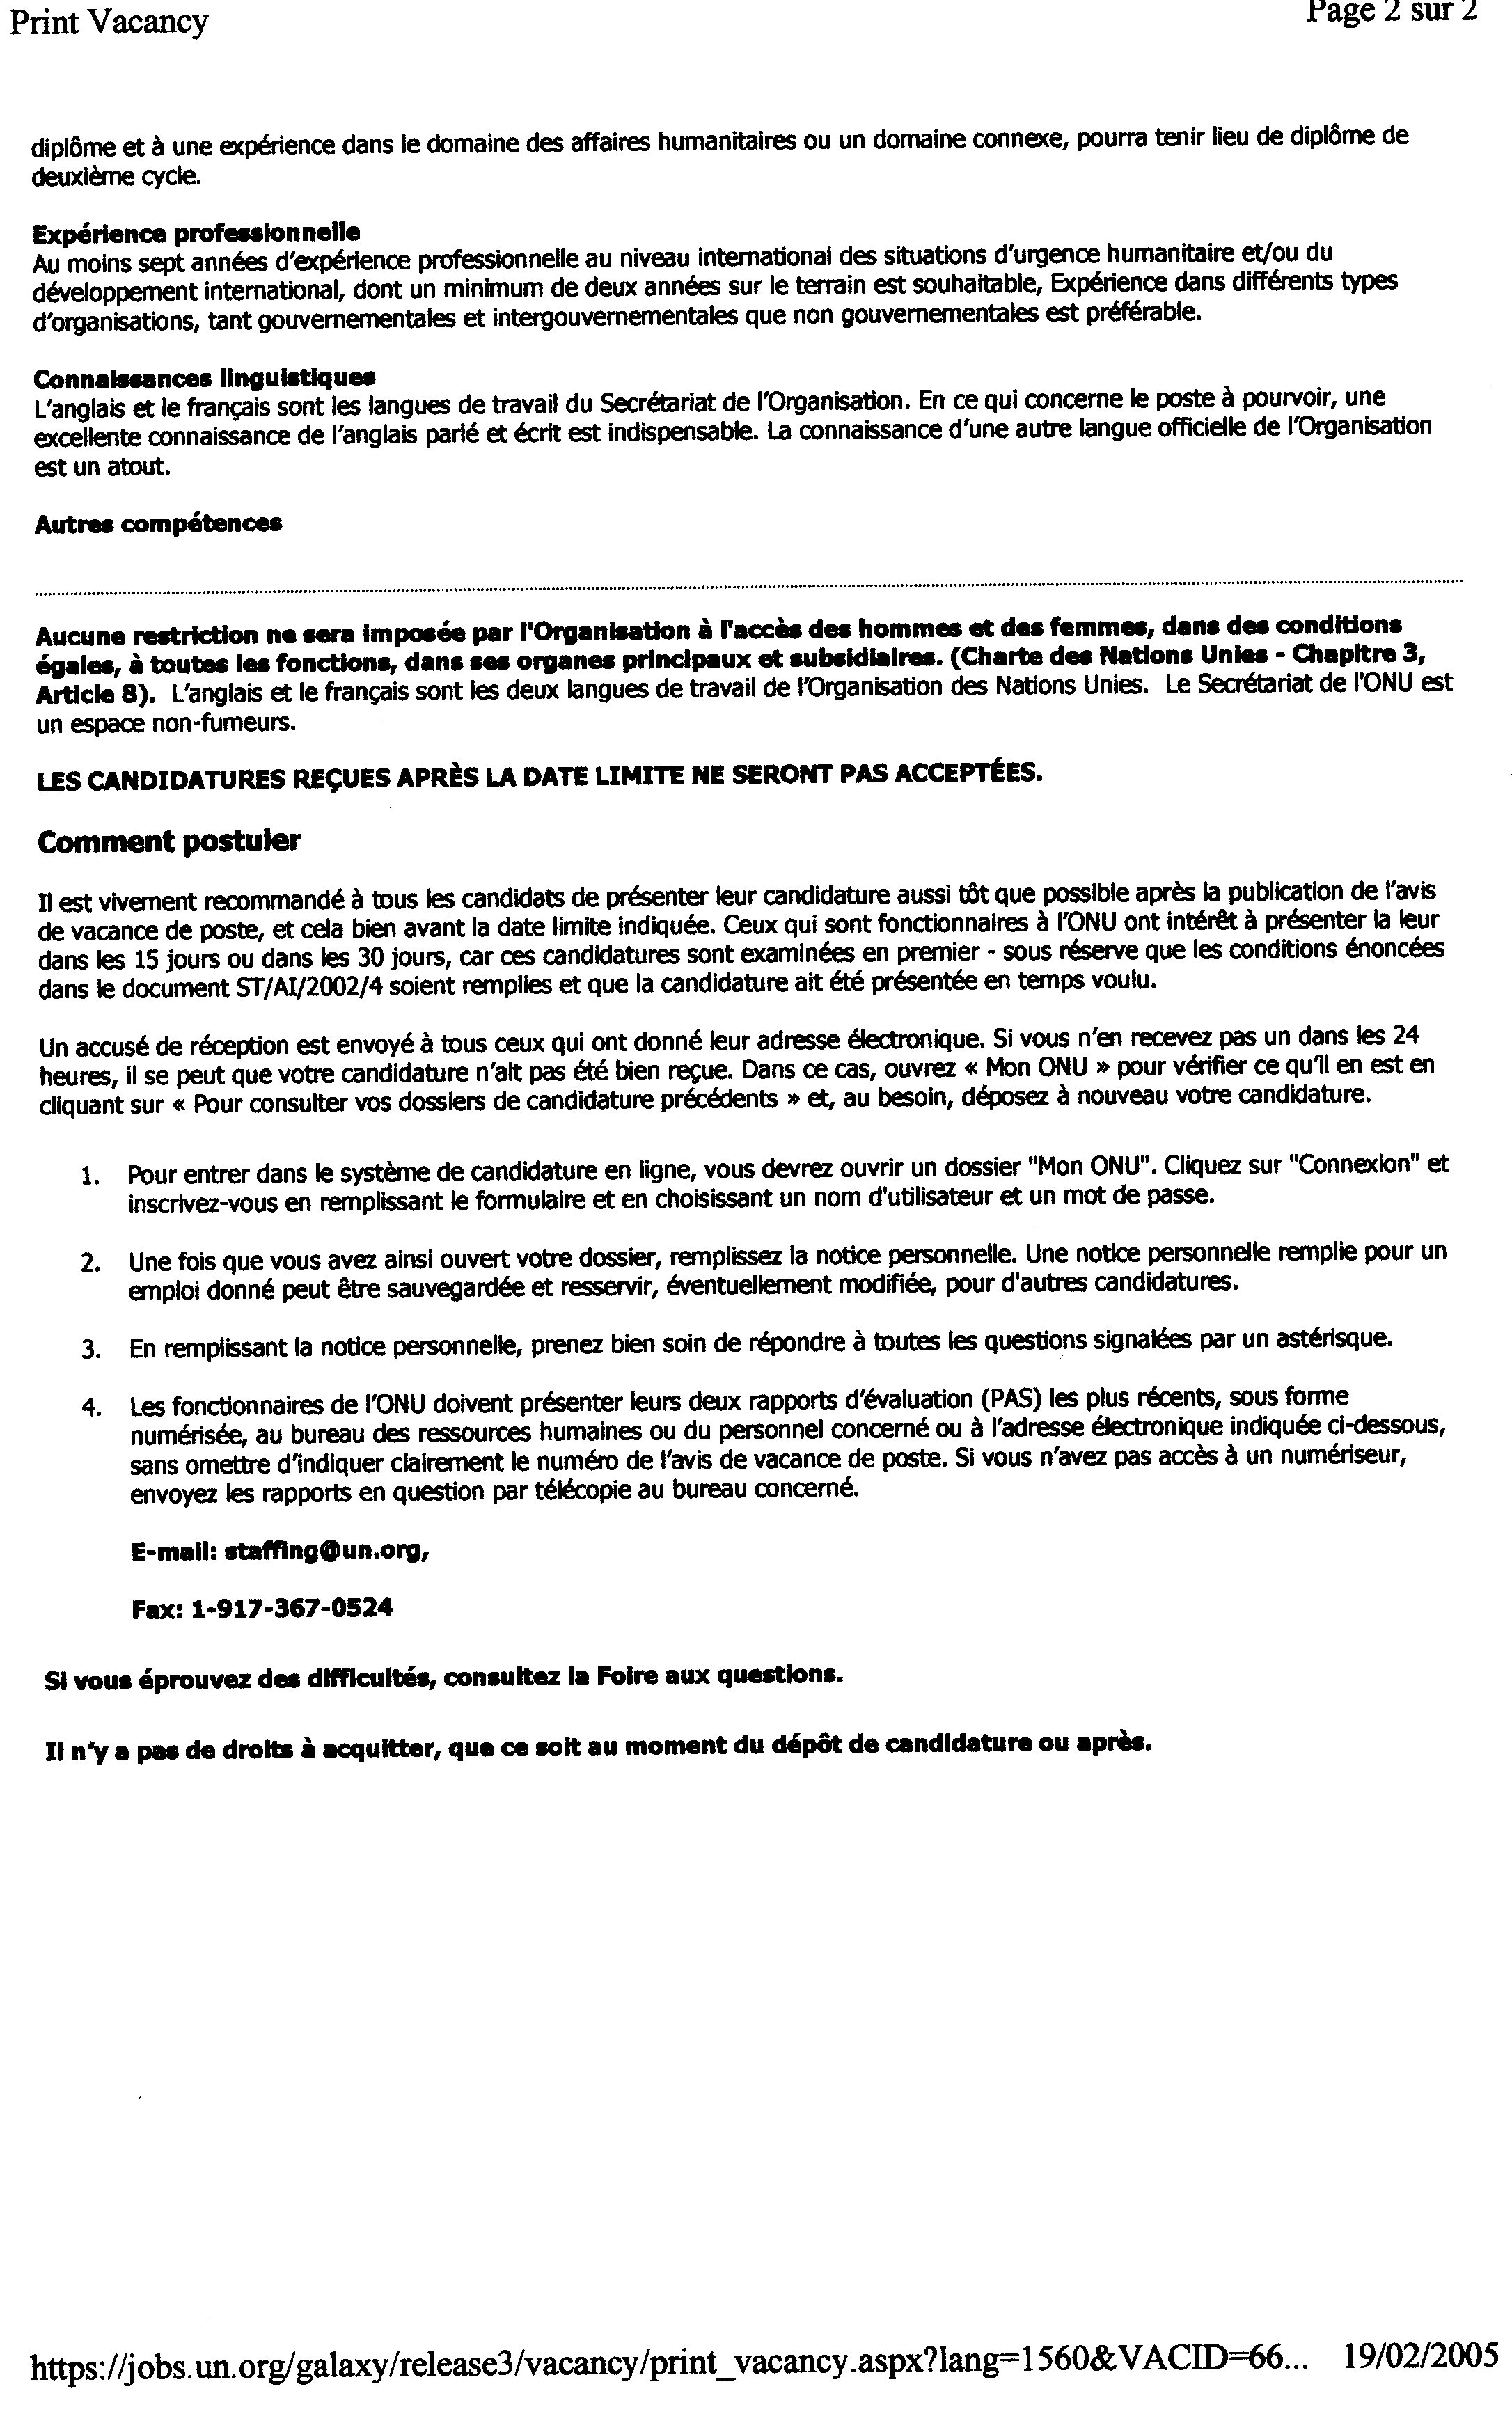 Print Vacancy
Page 2 sur 2
diplôme et à une expérience dans le domaine des affaires humanitaires ou un domaine connexe, pourra tenir lieu de diplôme de
deuxième cycle.
Expérience professionnelle
Au moins sept années d'expérience professionnelle au niveau international des situations d'urgence humanitaire et/ou du
développement international, dont un minimum de deux années sur le terrain est souhaitable, Expérience dans différents types
d'organisations, tant gouvernementales et intergouvernementales que non gouvernementales est préférable.
Connaissances linguistiques
L'anglais et le français sont les langues de travail du Secrétariat de l'Organisation. En ce qui concerne le poste à pourvoir, une
excellente connaissance de l'anglais parlé et écrit est indispensable. La connaissance d'une autre langue officielle de l'Organisation
est un atout.
Autres compétences
Aucune restriction ne sera imposée par l'Organisation à l'accès des hommes et des femmes, dans des conditions
égales, à toutes les fonctions, dans ses organes principaux et subsidiaires. (Charte des Nations Unies - Chapitre 3,
Article 8). L'anglais et le français sont les deux langues de travail de l'Organisation des Nations Unies. Le Secrétariat de l'ONU est
un espace non-fumeurs.
LES CANDIDATURES REÇUES APRÈS LA DATE LIMITE NE SERONT PAS ACCEPTÉES.
Comment postuler
Il est vivement recommandé à tous les candidats de présenter leur candidature aussi tôt que possible après la publication de l'avis
de vacance de poste, et cela bien avant la date limite indiquée. Ceux qui sont fonctionnaires à l'ONU ont intérêt à présenter la leur
dans les 15 jours ou dans les 30 jours, car ces candidatures sont examinées en premier - sous réserve que les conditions énoncées
dans le document ST/AI/2002/4 soient remplies et que la candidature ait été présentée en temps voulu.
Un accusé de réception est envoyé à tous ceux qui ont donné leur adresse électronique. Si vous n'en recevez pas un dans les 24
heures, il se peut que votre candidature n'ait pas été bien reçue. Dans ce cas, ouvrez « Mon ONU » pour vérifier ce qu'il en est en
cliquant sur « Pour consulter vos dossiers de candidature précédents » et, au besoin, déposez à nouveau votre candidature.
1. Pour entrer dans le système de candidature en ligne, vous devrez ouvrir un dossier "Mon ONU". Cliquez sur "Connexion" et
inscrivez-vous en remplissant le formulaire et en choisissant un nom d'utilisateur et un mot de passe.
2. Une fois que vous avez ainsi ouvert votre dossier, remplissez la notice personnelle. Une notice personnelle remplie pour un
emploi donné peut être sauvegardée et resservir, éventuellement modifiée, pour d'autres candidatures.
3. En remplissant la notice personnelle, prenez bien soin de répondre à toutes les questions signalées par un astérisque.
4. Les fonctionnaires de l'ONU doivent présenter leurs deux rapports d'évaluation (PAS) les plus récents, sous forme
numérisée, au bureau des ressources humaines ou du personnel concerné ou à l'adresse électronique indiquée ci-dessous,
sans omettre d'indiquer clairement le numéro de l'avis de vacance de poste. Si vous n'avez pas accès à un numériseur,
envoyez les rapports en question par télécopie au bureau concerné.
E-mail: staffing@un.org,
Fax: 1-917-367-0524
Si vous éprouvez des difficultés, consultez la Foire aux questions.
Il n'y a pas de droits à acquitter, que ce soit au moment du dépôt de candidature ou après.
https://jobs.un.org/galaxy/release3/vacancy/print_vacancy.aspx?lang=1560&VACID=66... 19/02/2005